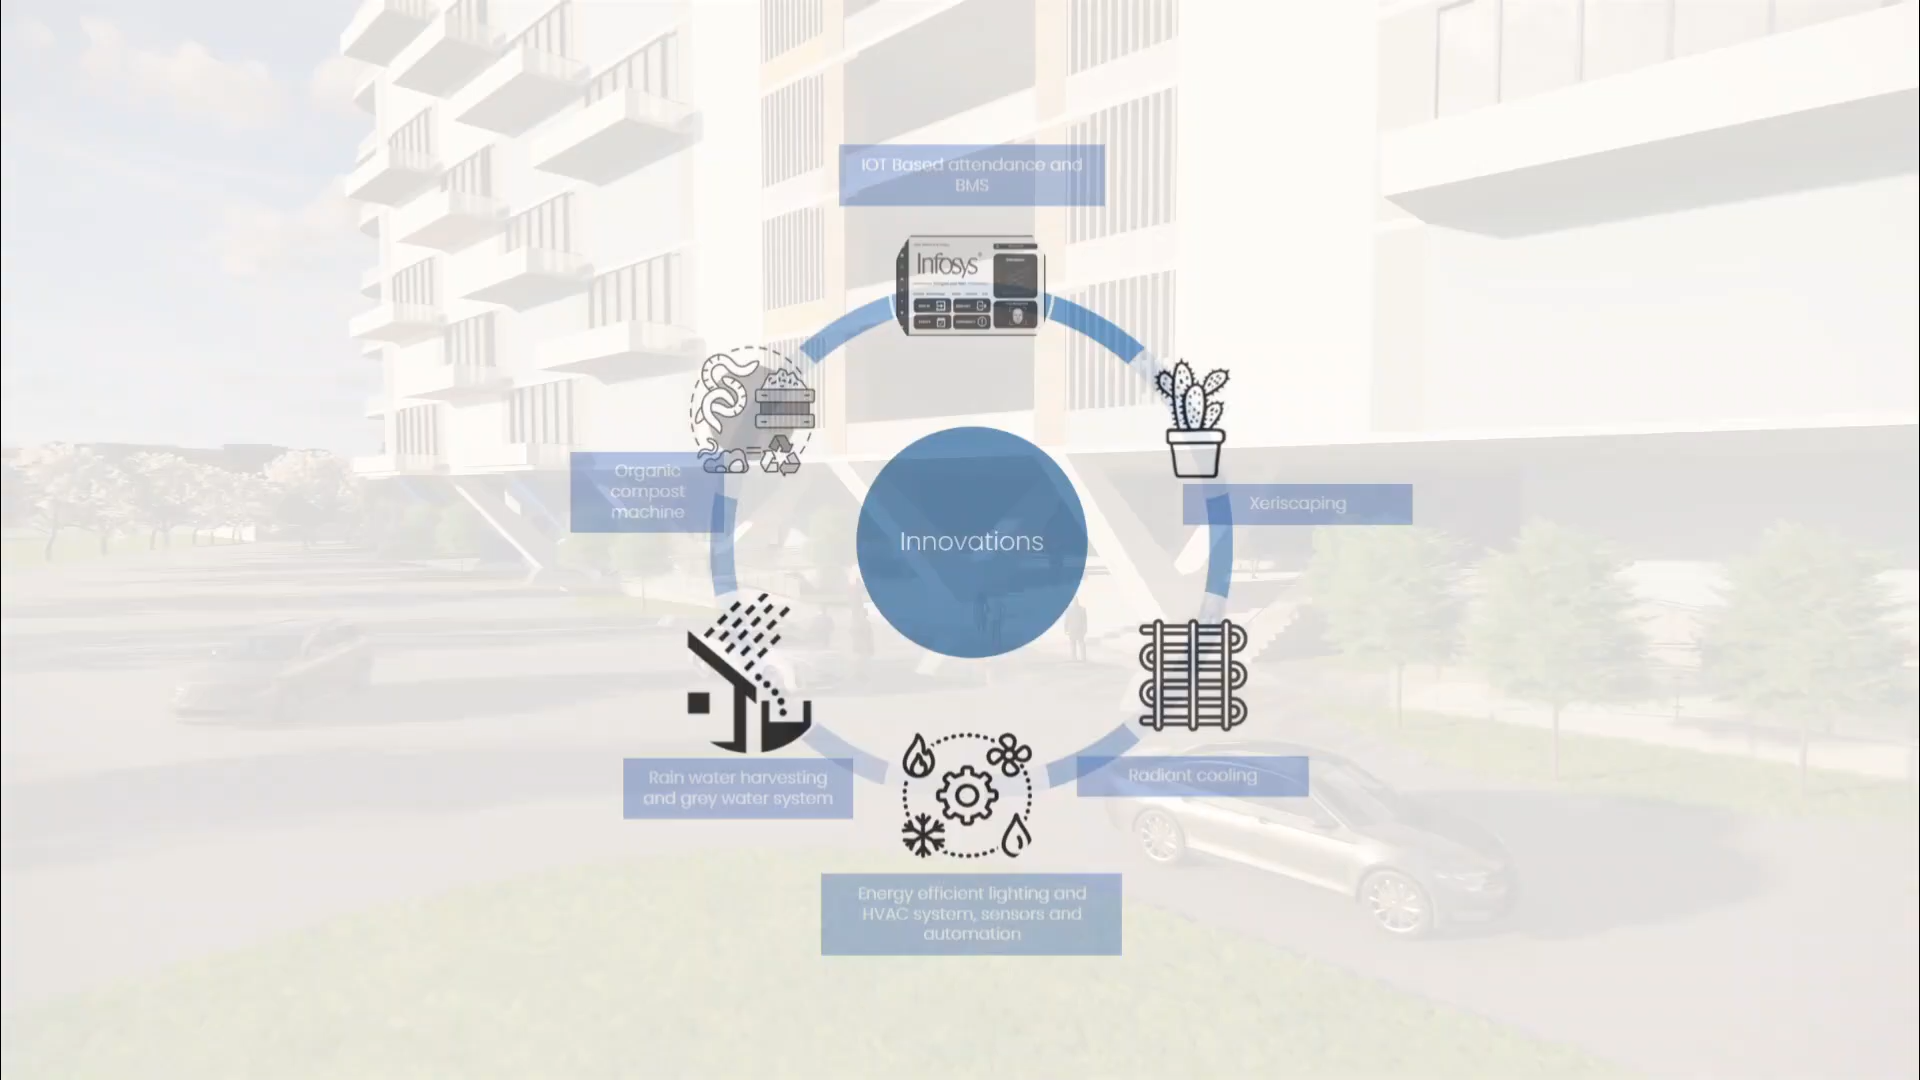 IOT Based attendance and
BMS
Infosys
Organic
compost
machine
Xeriscaping
Innovations
Rain water harvesting
and grey water system
Radiant cooling
Energy efficient lighting and
HVAC system, sensors and
automation